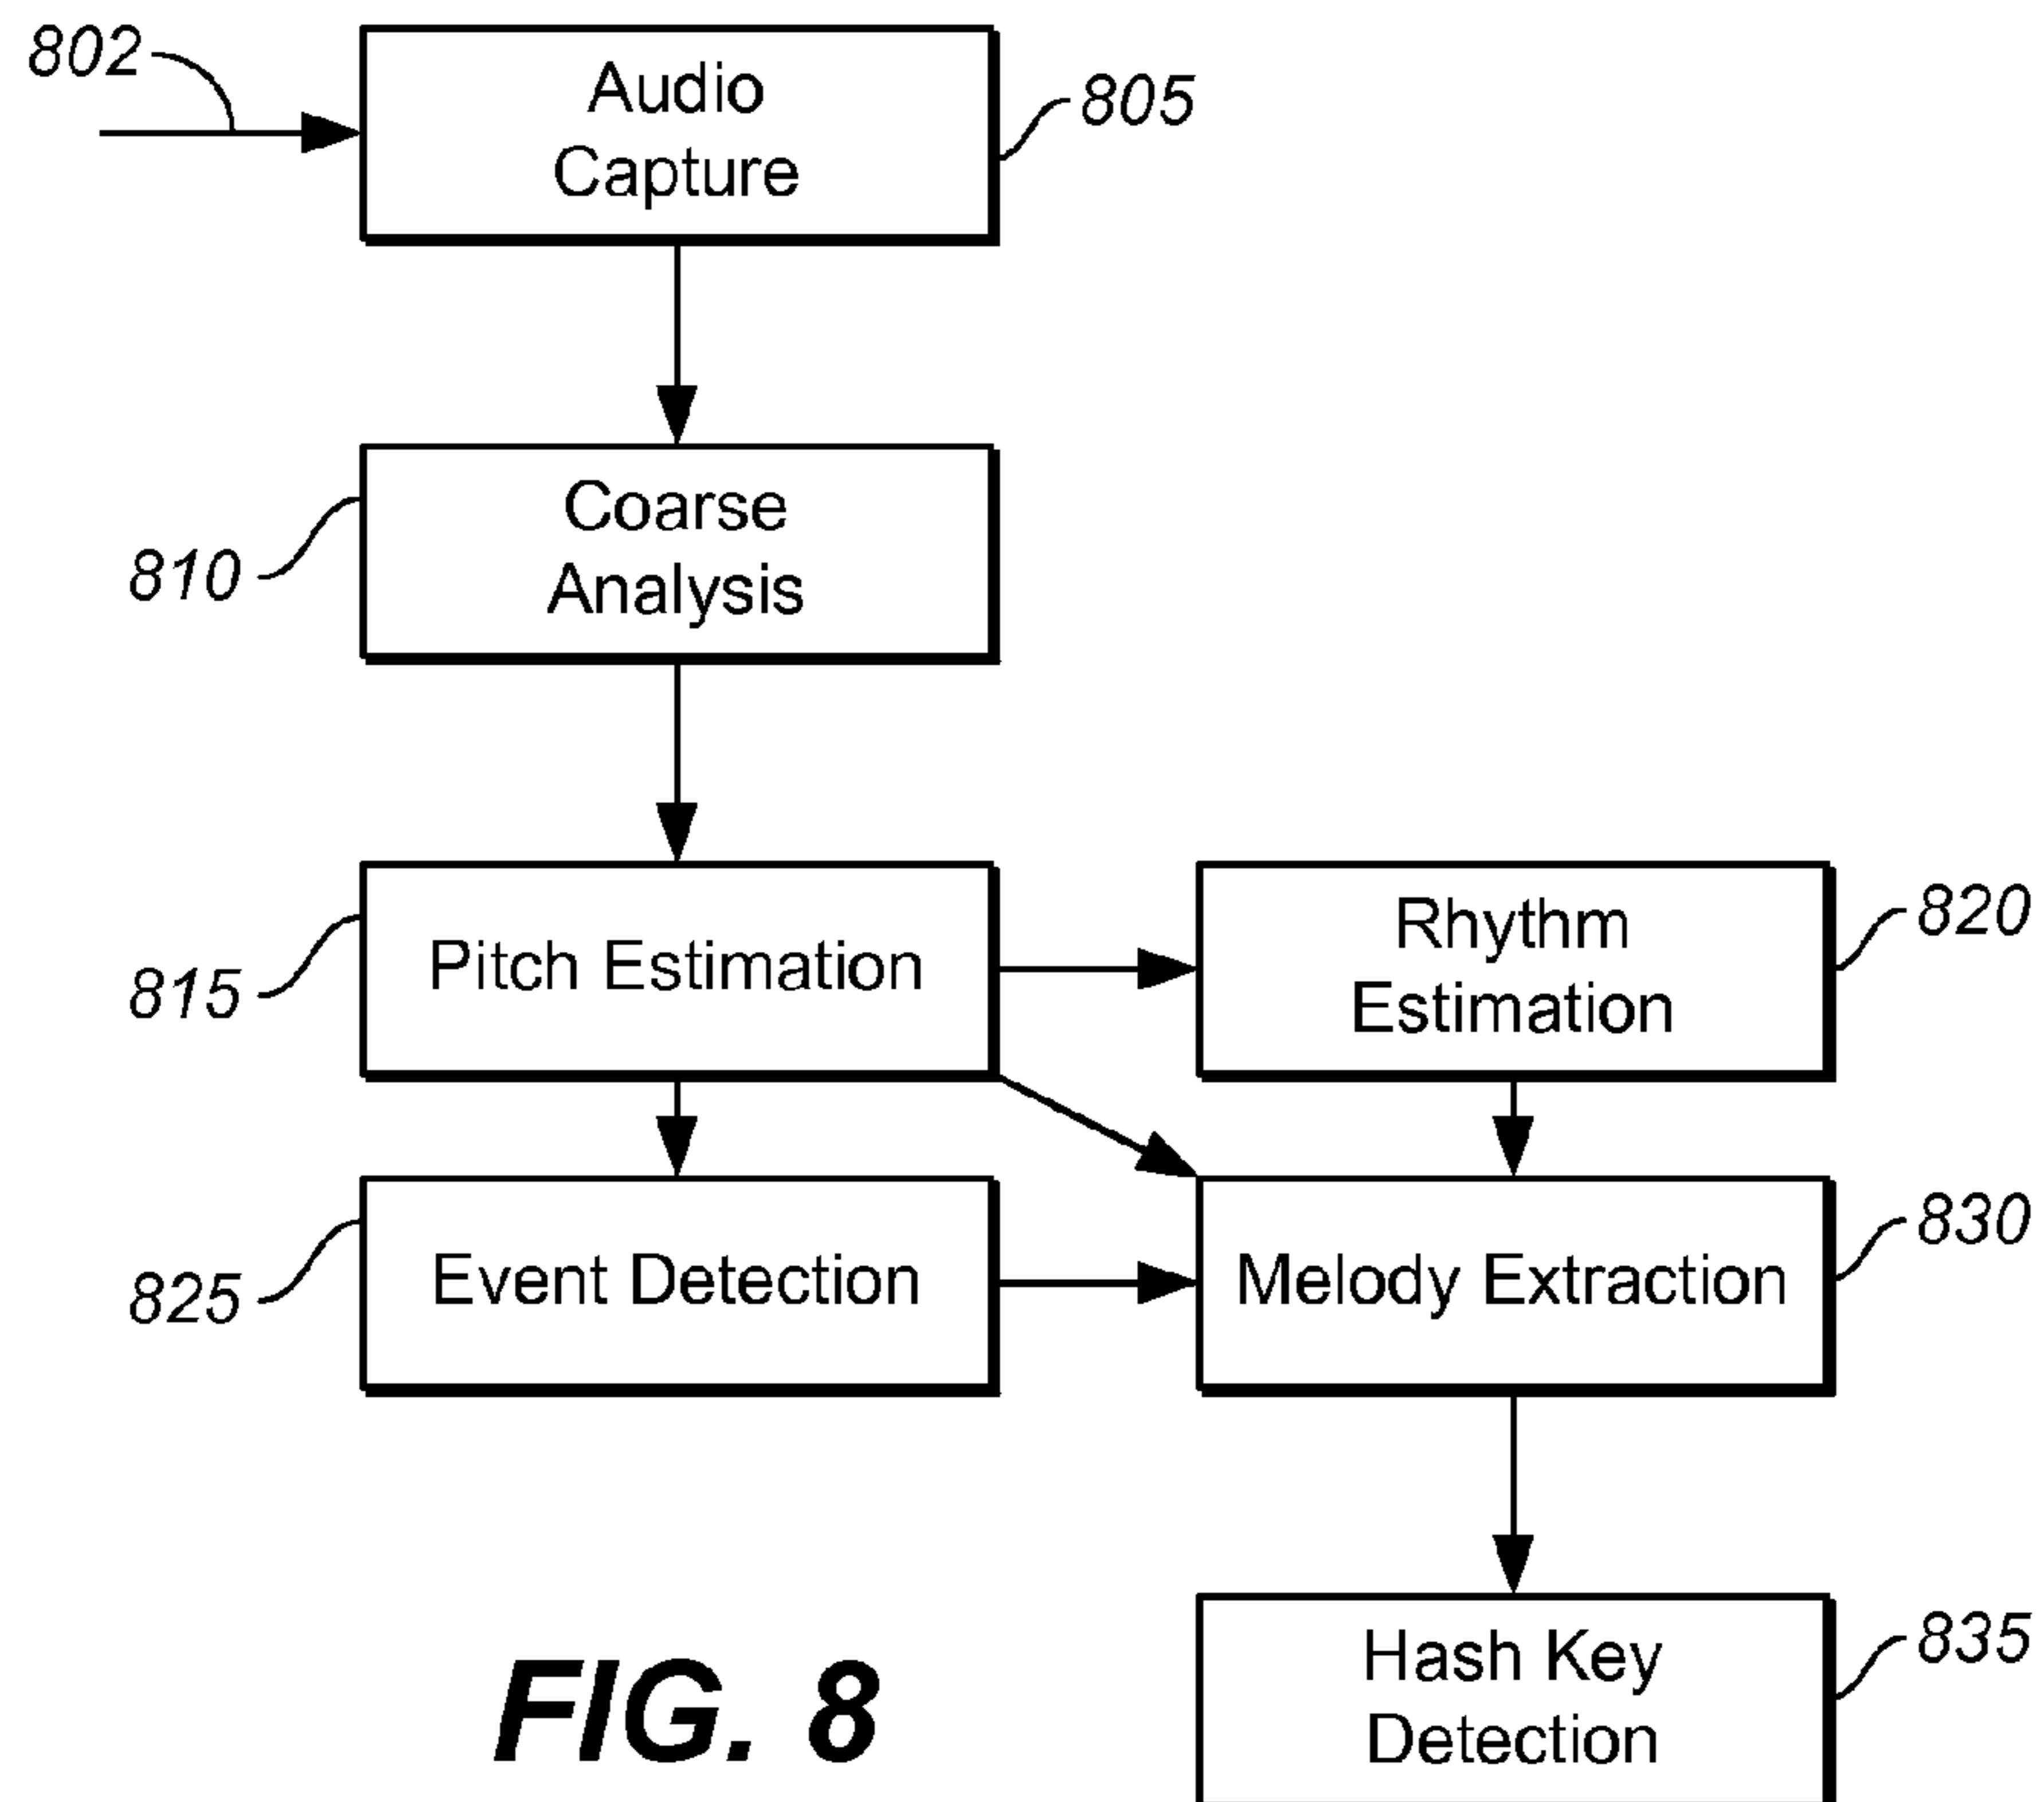 802
Audio
Capture
805
Coarse
Analysis
810
Pitch Estimation
815
Rhythm
Estimation
820
Event Detection
825
Melody Extraction
830
Hash Key
Detection
835
FIG. 8